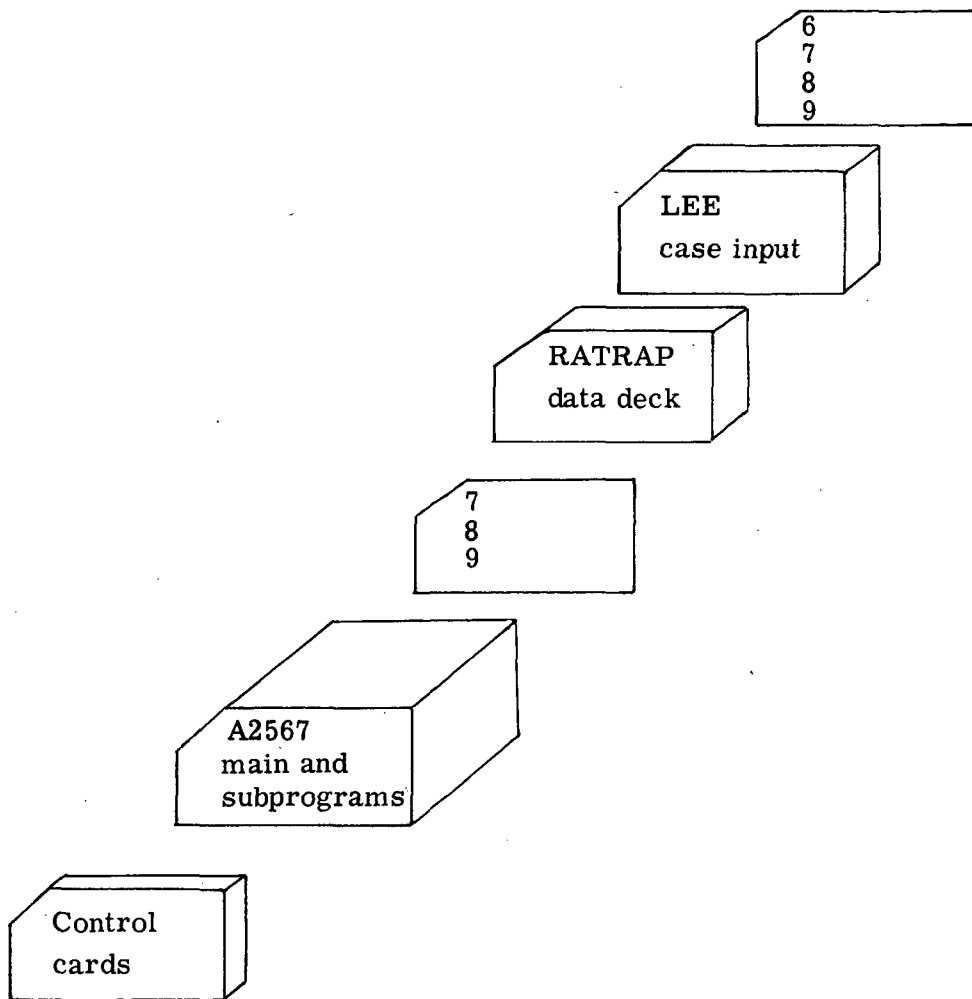 6
7
8
9
LEE
case input
RATRAP
data deck
7
8
9
A2567
main and
subprograms
Control
cards